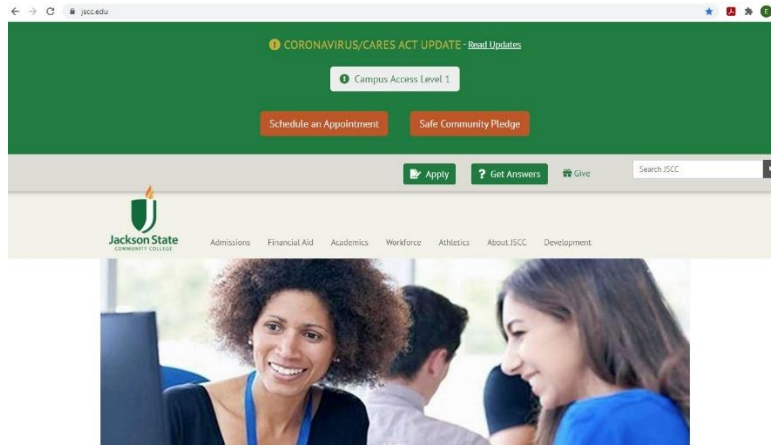 jscc.edu
E
CORONAVIRUS/CARES ACT UPDATE - Read Updates
Campus Access Level 1
Schedule an Appointment Safe Community Pledge
Apply ? Get Answers Give Search JSCC
Jackson State
COMMUNITY COLLEGE
Admissions Financial Aid Academics Workforce Athletics About JSCC Development